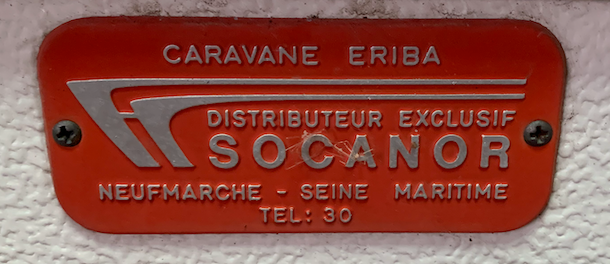 CARAVANE ERIBA
DISTRIBUTEUR EXCLUSIF
SOCANOR
NEUFMARCHE - SEINE MARITIME
TEL: 30